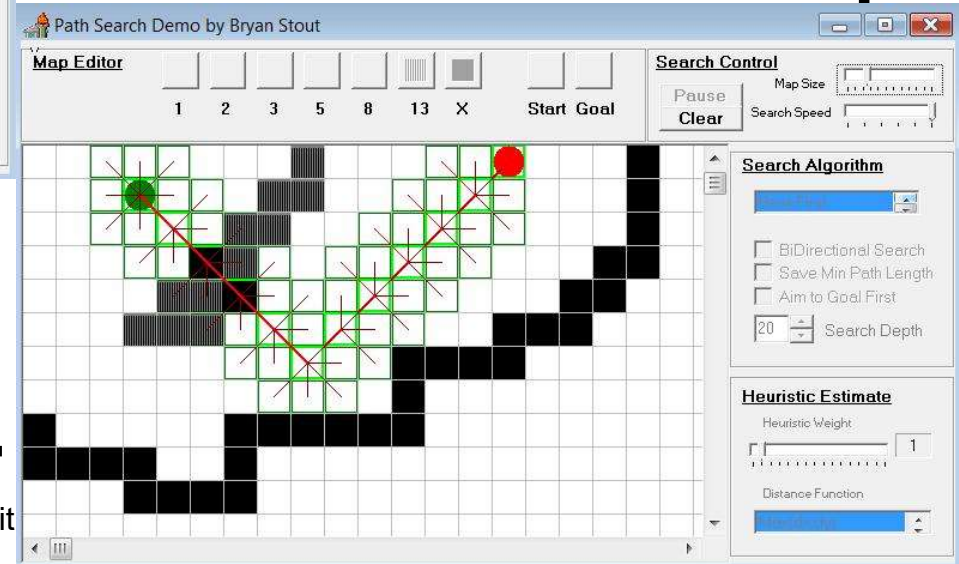 Path Search Demo by Bryan Stout
Map Editor
1 2 3 5 8 13 X Start Goal
Search Control
Pause
Clear
Map Size
Search Speed
Search Algorithm
BiDirectional Search
Save Min Path Length
Aim to Goal First
20 Search Depth
Heuristic Estimate
Heuristic Weight
1
Distance Function
it